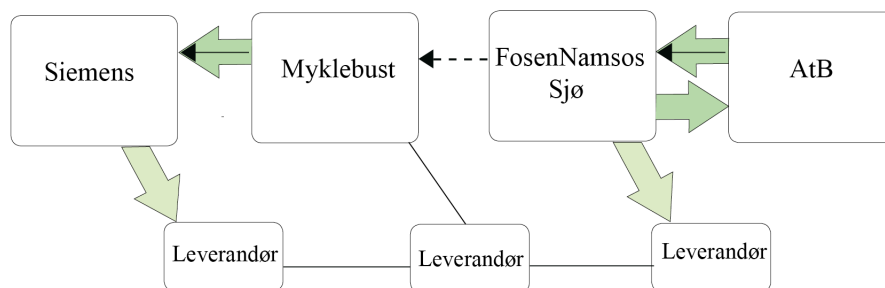 Siemens
Myklebust
FosenNamsos
Sjø
AtB
Leverandør
Leverandør
Leverandør